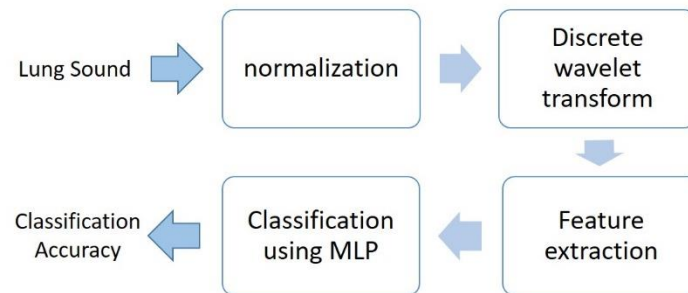 Lung Sound
normalization
Discrete
wavelet
transform
Feature
extraction
Classification
using MLP
Classification
Accuracy